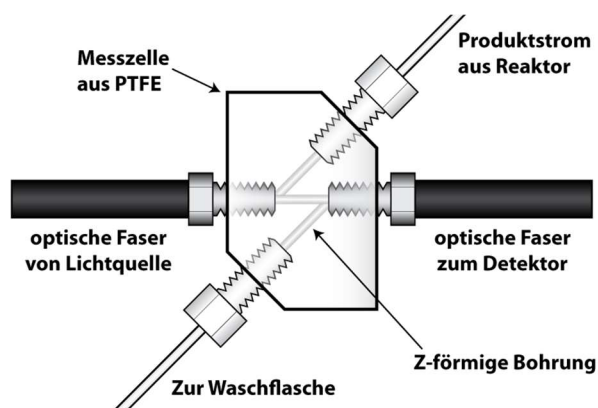 Produktstrom
aus Reaktor
Messzelle
aus PTFE
optische Faser
von Lichtquelle
optische Faser
zum Detektor
Z-förmige Bohrung
Zur Waschflasche